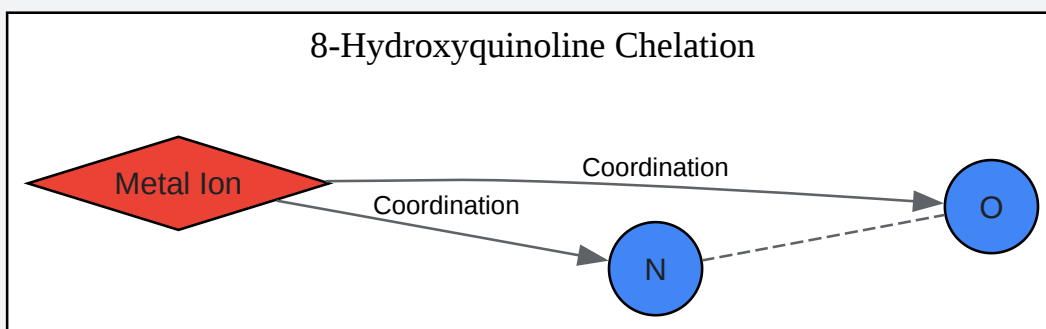 8-Hydroxyquinoline Chelation
Metal Ion
Coordination
Coordination
N
O